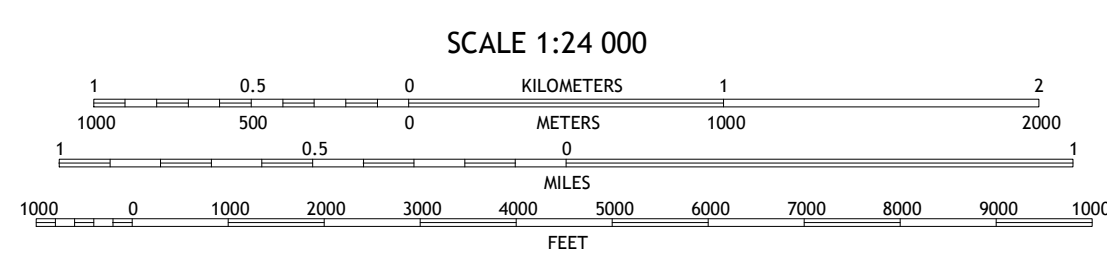 SCALE 1:24 000
1 0.5 0 KILOMETERS 1 2
1000 500 0 METERS 1000 2000
1 0.5 0 1
MILES
1000 0 1000 2000 3000 4000 5000 6000 7000 8000 9000 1000
FEET